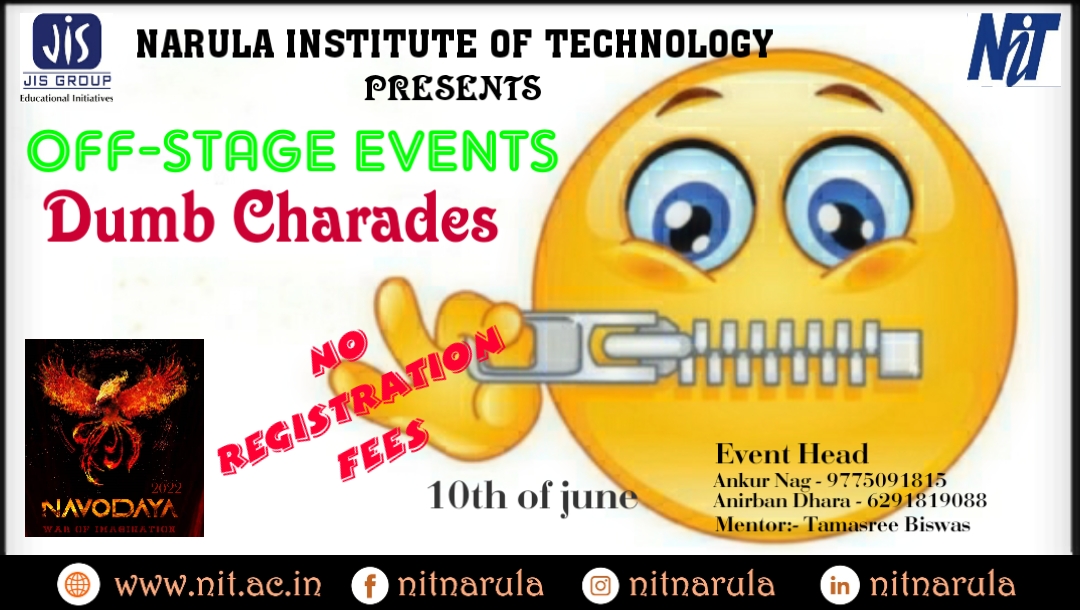 JIS
JIS GROUP
Educational Initiatives
NARULA INSTITUTE OF TECHNOLOGY
PRESENTS
NiT
OFF-STAGE EVENTS
Dumb Charades
NO
REGISTRATION
FEES
2022
NAVODAYA
WAR OF IMAGINATION
10th of june
Event Head
Ankur Nag - 9775091815
Anirban Dhara - 6291819088
Mentor:- Tamasree Biswas
www.nit.ac.in
nitnarula
nitnarula
in nitnarula